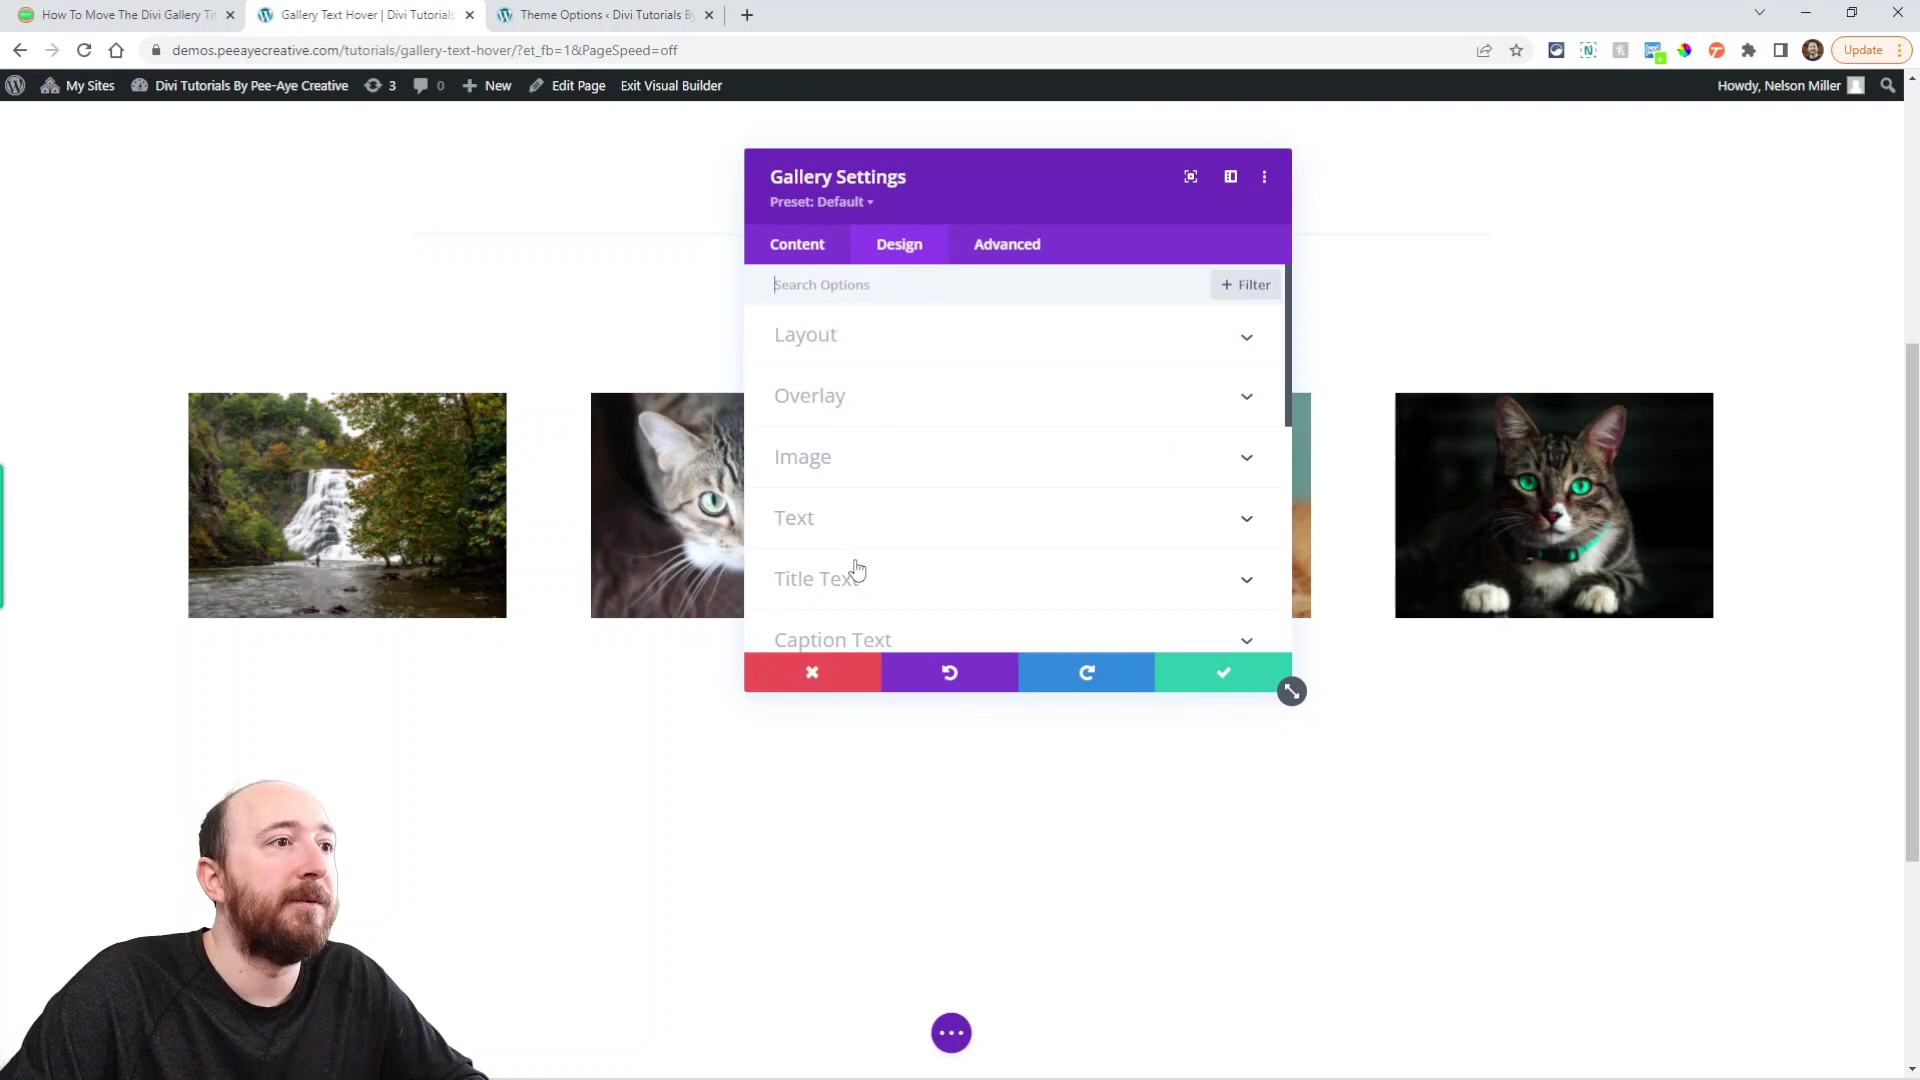 How To Move The Divi Gallery Ti
Gallery Text Hover | Divi Tutorials
Theme Options ‹ Divi Tutorials B
demos.peeayecreative.com/tutorials/gallery-text-hover/?et_fb=1&PageSpeed=off
Update
My Sites
Divi Tutorials By Pee-Aye Creative
3
0
New
Edit Page
Exit Visual Builder
Howdy, Nelson Miller
Gallery Settings
Preset: Default
Content
Design
Advanced
Search Options
+ Filter
Layout
Overlay
Image
Text
Title Text
Caption Text